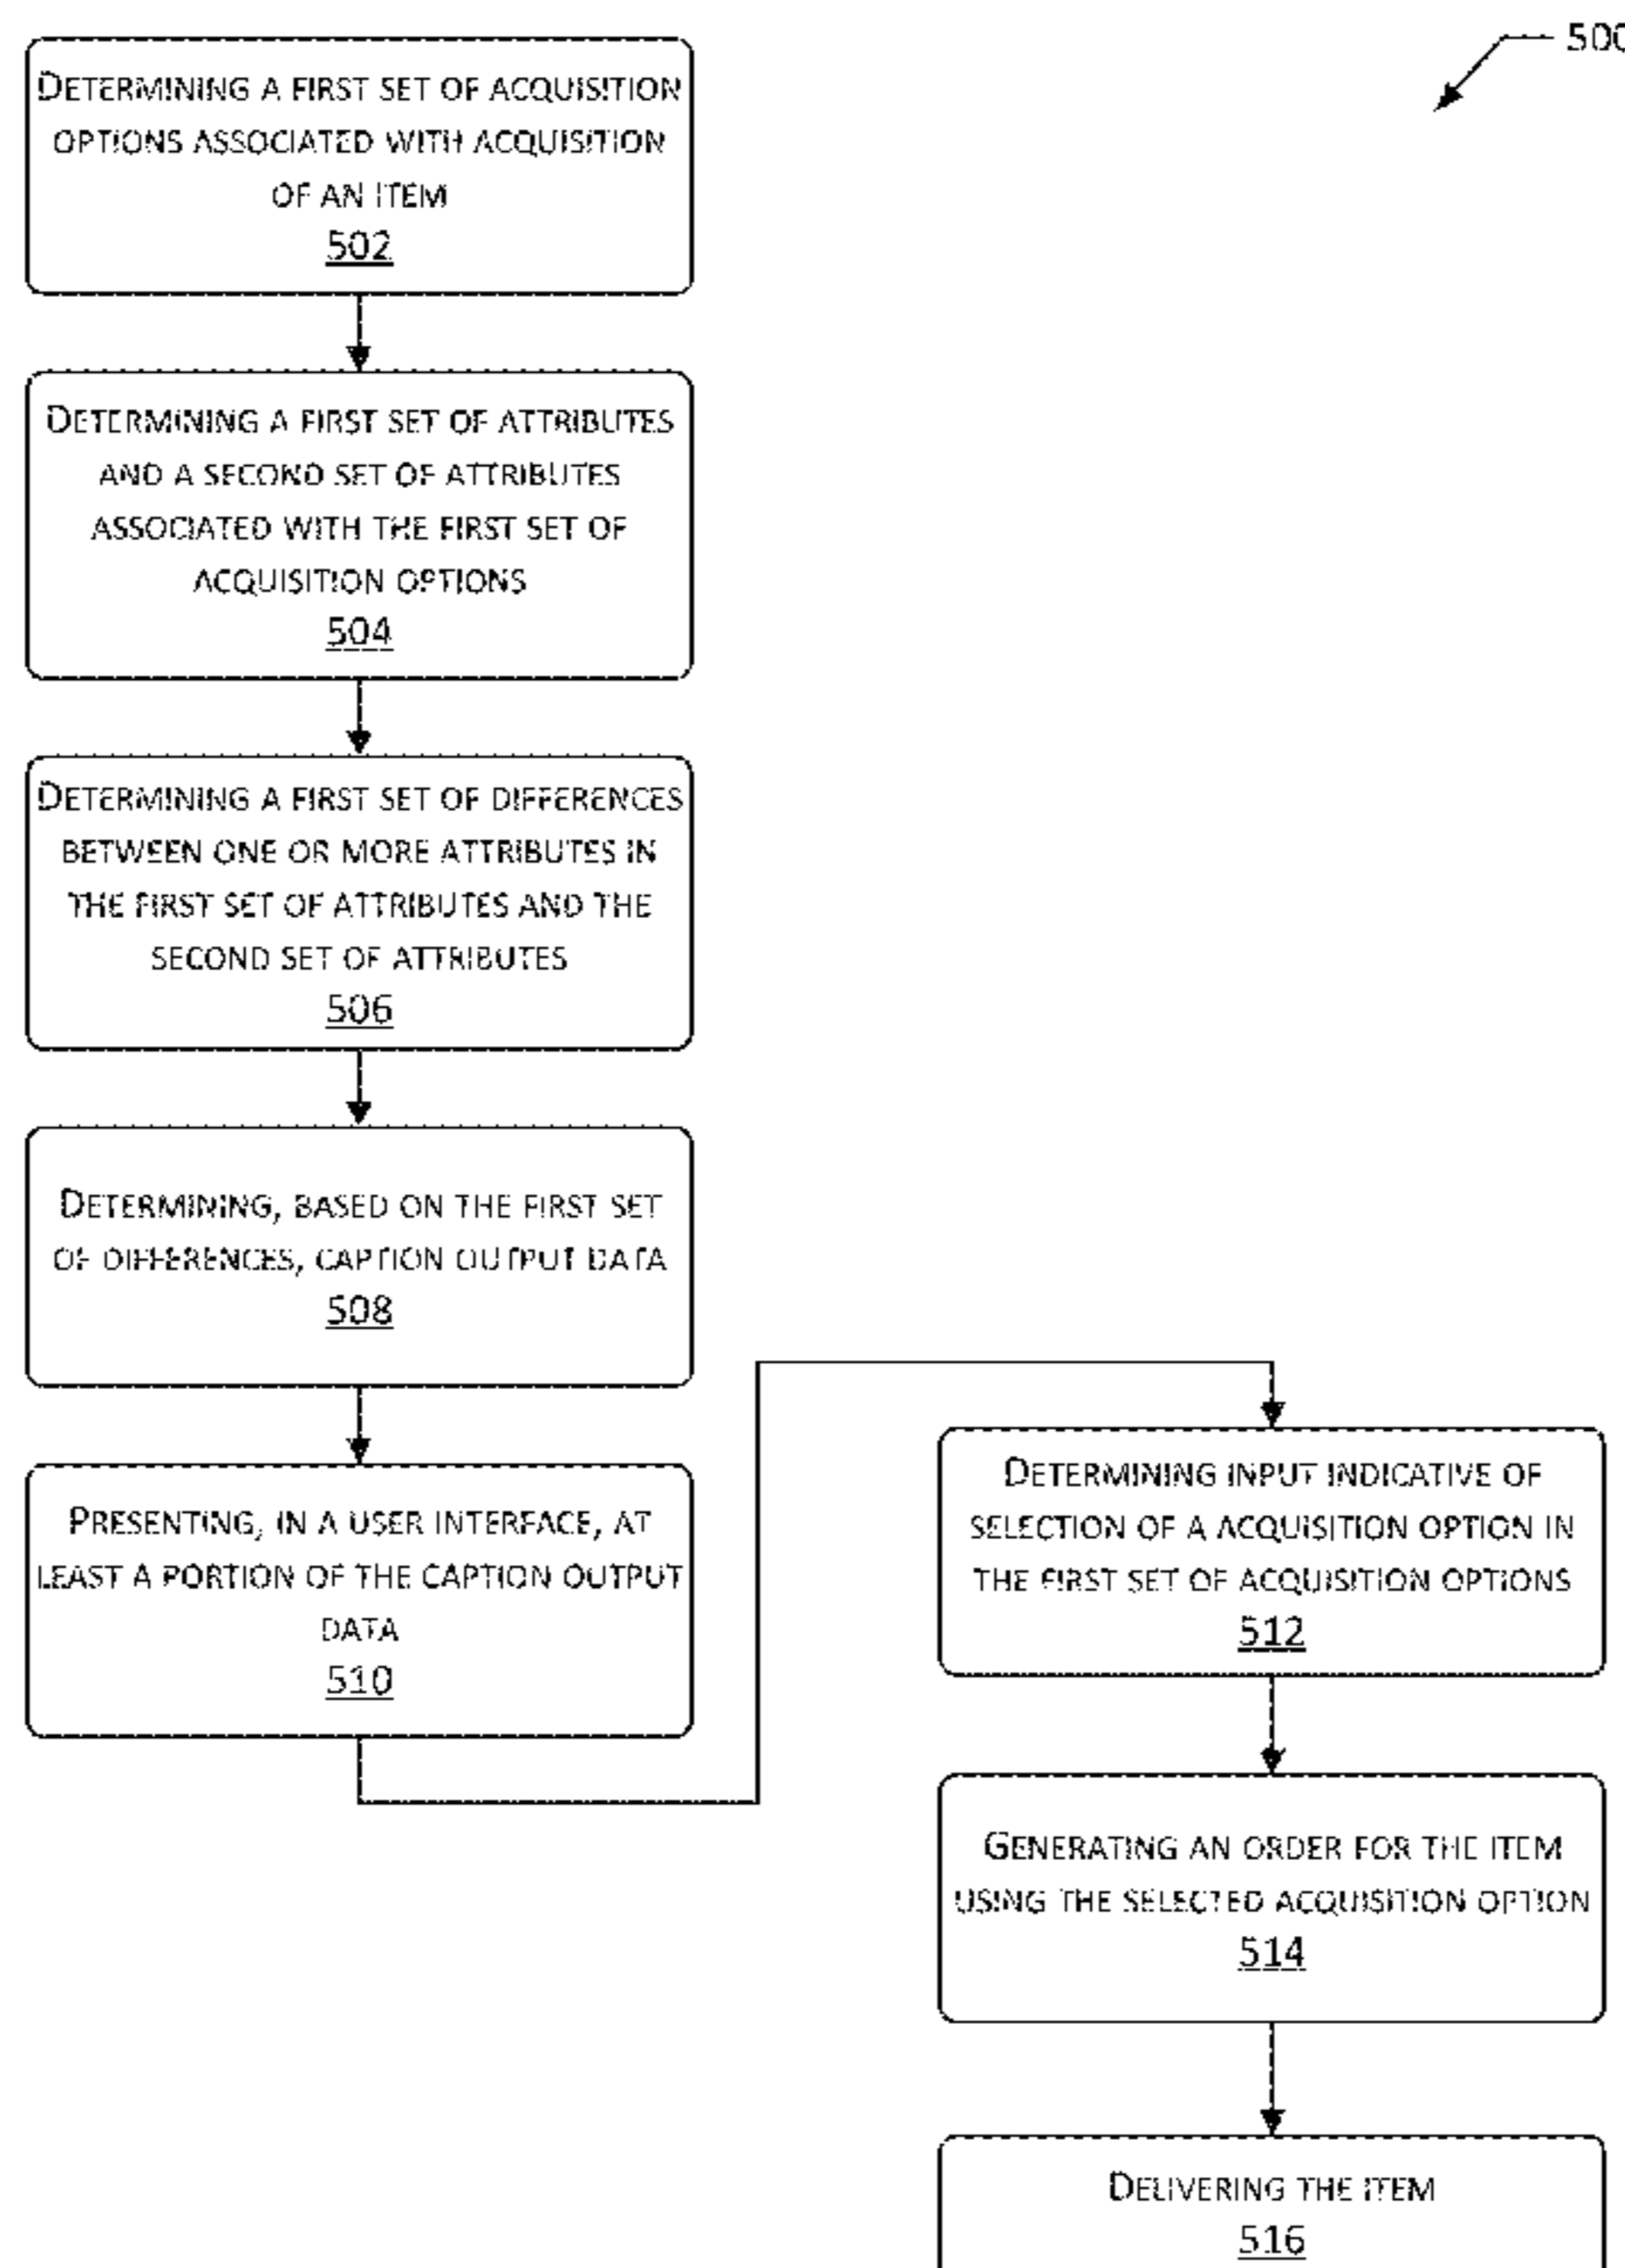 500
DETERMINING A FIRST SET OF ACQUISITION
OPTIONS ASSOCIATED WITH ACQUISITION
OF AN ITEM
502
DETERMINING A FIRST SET OF ATTRIBUTES
AND A SECOND SET OF ATTRIBUTES
ASSOCIATED WITH THE FIRST SET OF
ACQUISITION OPTIONS
504
DETERMINING A FIRST SET OF DIFFERENCES
BETWEEN ONE OR MORE ATTRIBUTES IN
THE FIRST SET OF ATTRIBUTES AND THE
SECOND SET OF ATTRIBUTES
506
DETERMINING, BASED ON THE FIRST SET
OF DIFFERENCES, CAPTION OUTPUT DATA
508
PRESENTING, IN A USER INTERFACE, AT
LEAST A PORTION OF THE CAPTION OUTPUT
DATA
510
DETERMINING INPUT INDICATIVE OF
SELECTION OF A ACQUISITION OPTION IN
THE FIRST SET OF ACQUISITION OPTIONS
512
GENERATING AN ORDER FOR THE ITEM
USING THE SELECTED ACQUISITION OPTION
514
DELIVERING THE ITEM
516